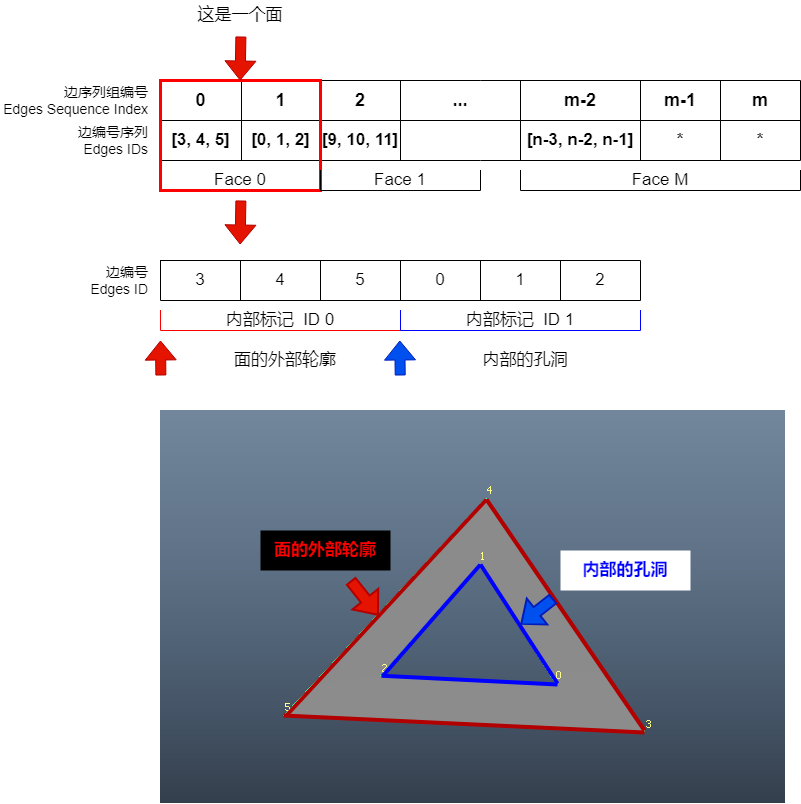 这是一个面
边序列组编号
Edges Sequence Index
0 1 2 ... m-2 m-1 m
边编号序列
Edges IDs
[3, 4, 5] [0, 1, 2] [9, 10, 11] [n-3, n-2, n-1] * *
Face 0 Face 1 Face M
边编号
Edges ID
3 4 5 0 1 2
内部标记 ID 0 内部标记 ID 1
面的外部轮廓 内部的孔洞
4
面的外部轮廓
1
内部的孔洞
2
0
5
3